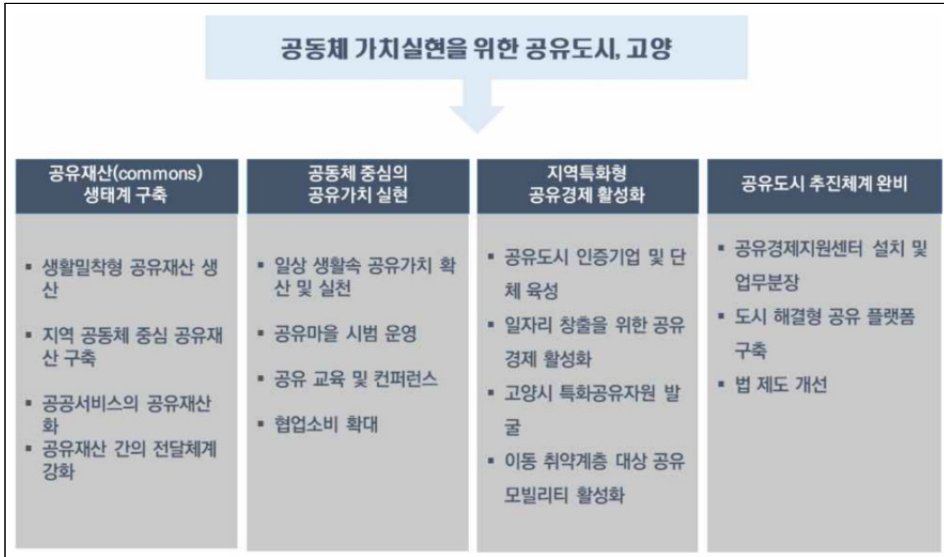 공동체 가치실현을 위한 공유도시, 고양
공유재산(commons)
생태계 구축
▪ 생활밀착형 공유재산 생
산
▪ 지역 공동체 중심 공유재
산 구축
▪ 공공서비스의 공유재산
화
▪ 공유재산 간의 전달체계
강화
공동체 중심의
공유가치 실현
▪ 일상 생활속 공유가치 확
산 및 실천
▪ 공유마을 시범 운영
▪ 공유 교육 및 컨퍼런스
▪ 협업소비 확대
지역특화형
공유경제 활성화
▪ 공유도시 인증기업 및 단
체 육성
▪ 일자리 창출을 위한 공유
경제 활성화
▪ 고양시 특화공유자원 발
굴
▪ 이동 취약계층 대상 공유
모빌리티 활성화
공유도시 추진체계 완비
▪ 공유경제지원센터 설치 및
업무분장
▪ 도시 해결형 공유 플랫폼
구축
▪ 법 제도 개선